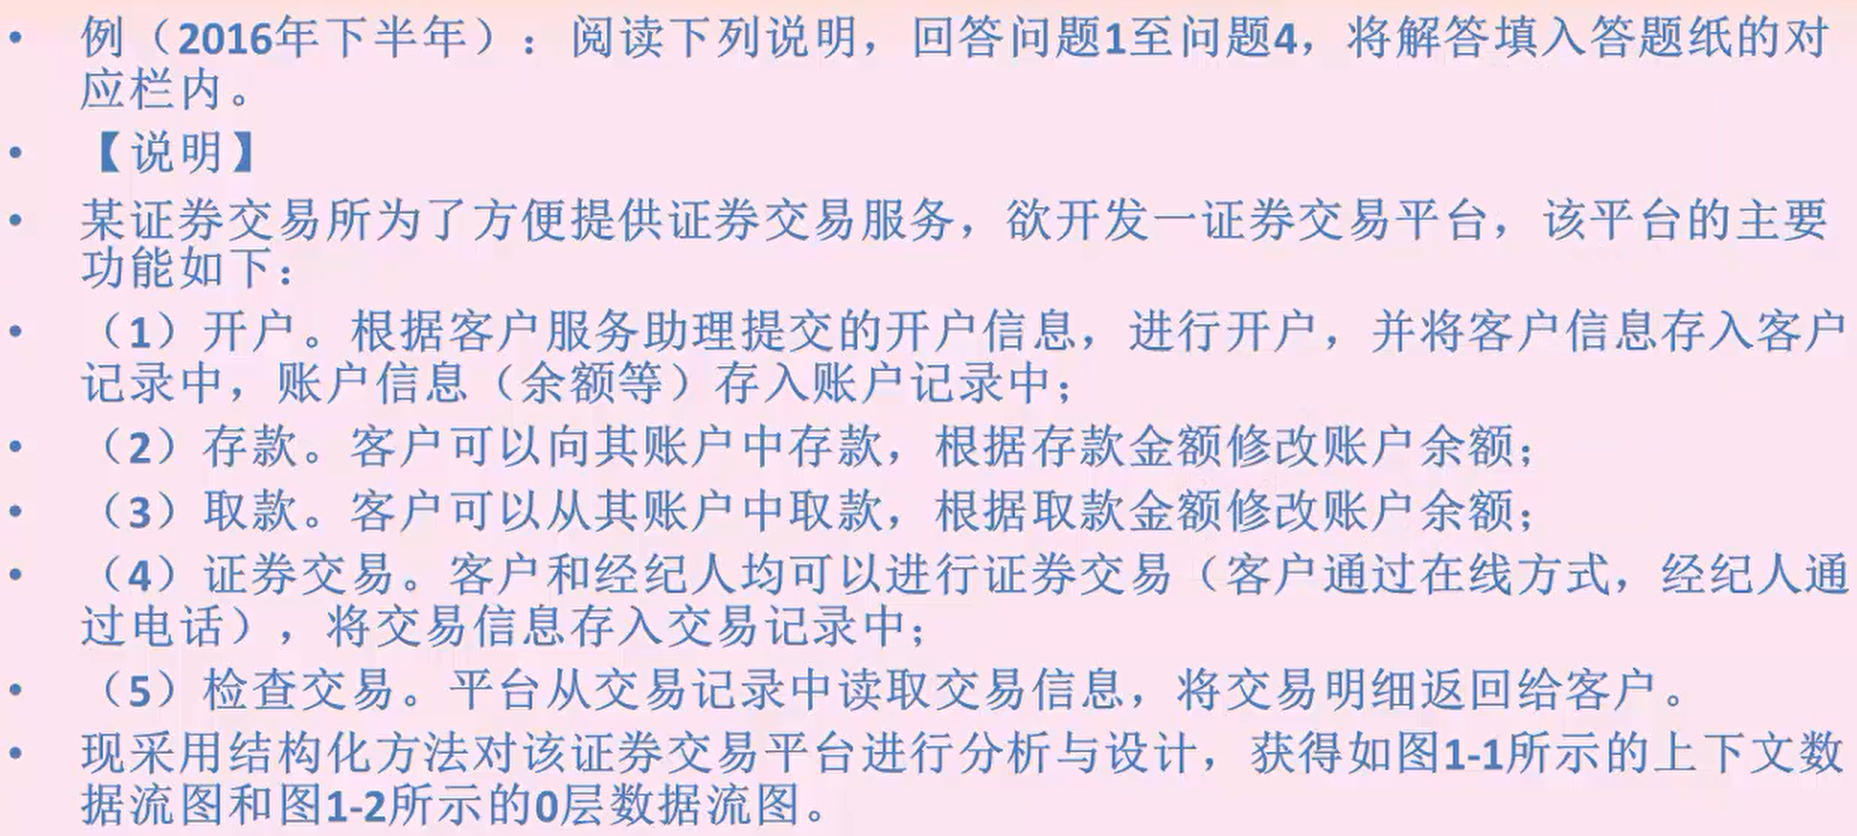 • 例（2016年下半年）：阅读下列说明，回答问题1至问题4，将解答填入答题纸的对
应栏内。
• 【说明】
• 某证券交易所为了方便提供证券交易服务，欲开发一证券交易平台，该平台的主要
功能如下：
• （1）开户。根据客户服务助理提交的开户信息，进行开户，并将客户信息存入客户
记录中，账户信息（余额等）存入账户记录中；
• （2）存款。客户可以向其账户中存款，根据存款金额修改账户余额；
• （3）取款。客户可以从其账户中取款，根据取款金额修改账户余额；
• （4）证券交易。客户和经纪人均可以进行证券交易（客户通过在线方式，经纪人通
过电话），将交易信息存入交易记录中；
• （5）检查交易。平台从交易记录中读取交易信息，将交易明细返回给客户。
• 现采用结构化方法对该证券交易平台进行分析与设计，获得如图1-1所示的上下文数
据流图和图1-2所示的0层数据流图。